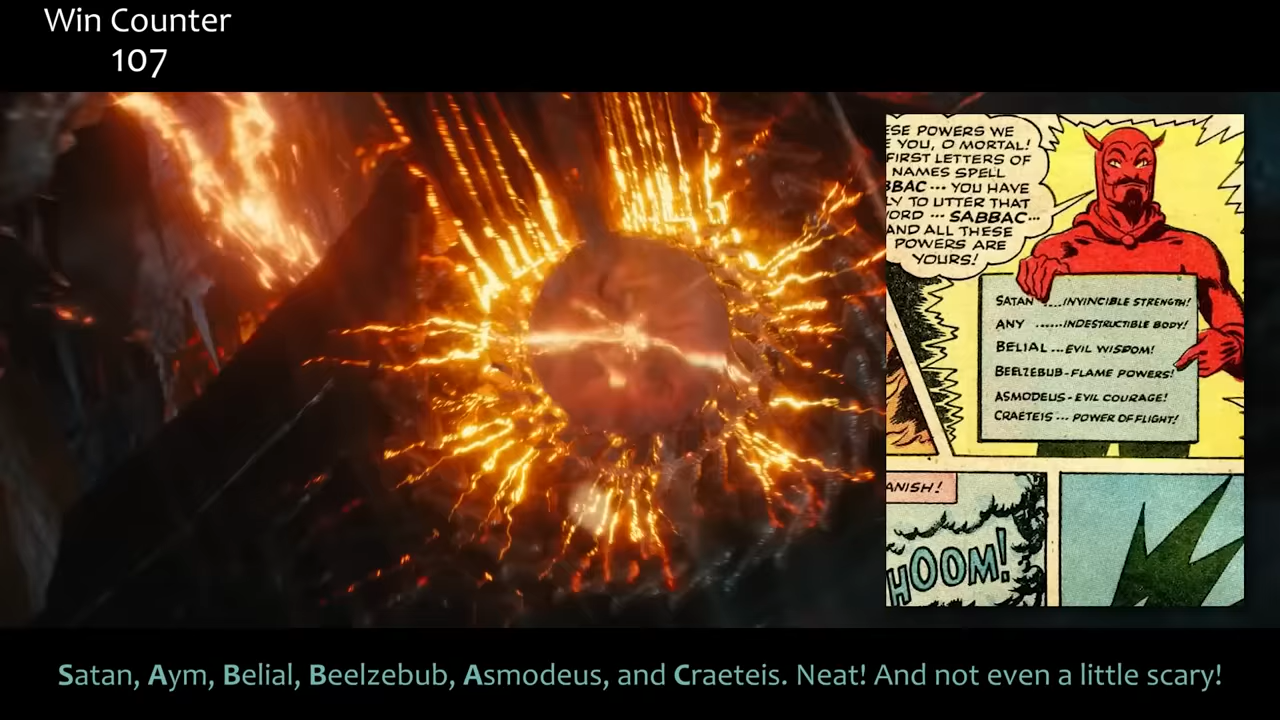 Win Counter
107
ESE POWERS WE
E YOU, O MORTAL!
FIRST LETTERS OF
NAMES SPELL
BBAC --- YOU HAVE
LY TO UTTER THAT
WORD --- SABBAC---
AND ALL THESE
POWERS ARE
YOURS!
SATAN ....INVINCIBLE STRENGTH!
ANY ......INDESTRUCTIBLE BODY!
BELIAL ...EVIL WISDOM!
BEELZEBUB-FLAME POWERS!
ASMODEUS - EVIL COURAGE!
CRAETEIS --- POWER OF FLIGHT!
ANISH!
HOOM!
Satan, Aym, Belial, Beelzebub, Asmodeus, and Craeteis. Neat! And not even a little scary!